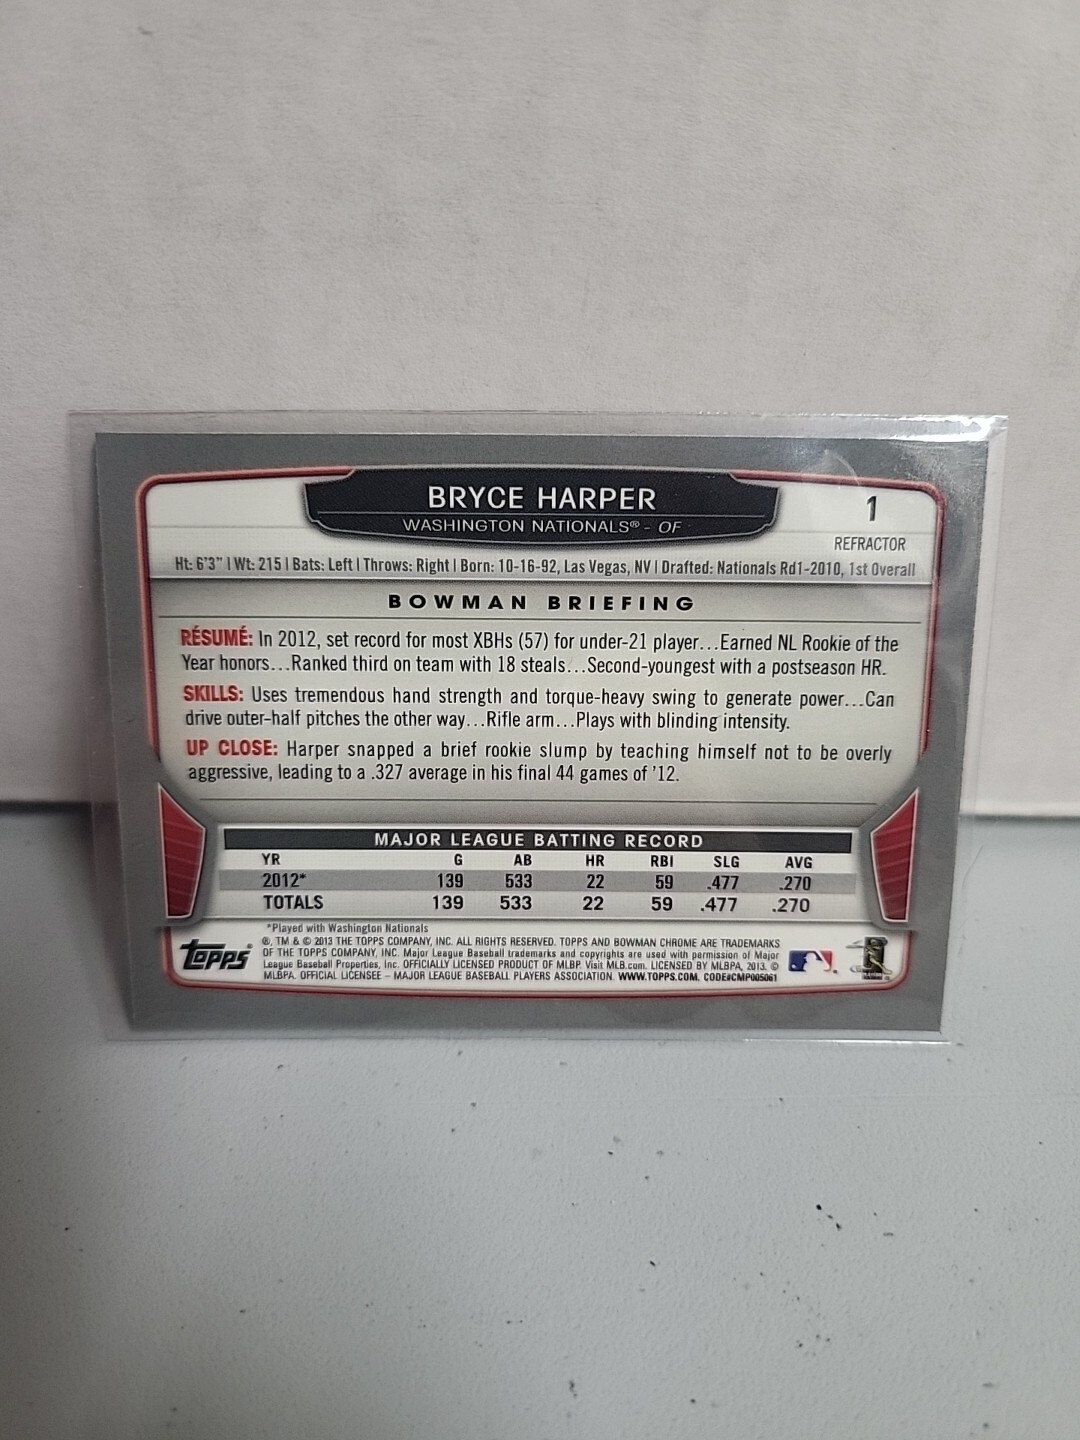 BRYCE HARPER
WASHINGTON NATIONALS® - OF
1
REFRACTOR
Ht: 6'3" | Wt: 215 | Bats: Left | Throws: Right | Born: 10-16-92, Las Vegas, NV | Drafted: Nationals Rd1-2010, 1st Overall
BOWMAN BRIEFING
RÉSUMÉ: In 2012, set record for most XBHs (57) for under-21 player...Earned NL Rookie of the
Year honors...Ranked third on team with 18 steals...Second-youngest with a postseason HR.
SKILLS: Uses tremendous hand strength and torque-heavy swing to generate power...Can
drive outer-half pitches the other way...Rifle arm...Plays with blinding intensity.
UP CLOSE: Harper snapped a brief rookie slump by teaching himself not to be overly
aggressive, leading to a .327 average in his final 44 games of '12.
MAJOR LEAGUE BATTING RECORD
YR G AB HR RBI SLG AVG
2012* 139 533 22 59 .477 .270
TOTALS 139 533 22 59 .477 .270
*Played with Washington Nationals
Topps
®, TM & © 2013 THE TOPPS COMPANY, INC. ALL RIGHTS RESERVED. TOPPS AND BOWMAN CHROME ARE TRADEMARKS
OF THE TOPPS COMPANY, INC. Major League Baseball trademarks and copyrights are used with permission of Major
League Baseball Properties, Inc. OFFICIALLY LICENSED PRODUCT OF MLBP. Visit MLB.com. LICENSED BY MLBPA, 2013. ©
MLBPA. OFFICIAL LICENSEE – MAJOR LEAGUE BASEBALL PLAYERS ASSOCIATION. WWW.TOPPS.COM. CODE#CMP005061